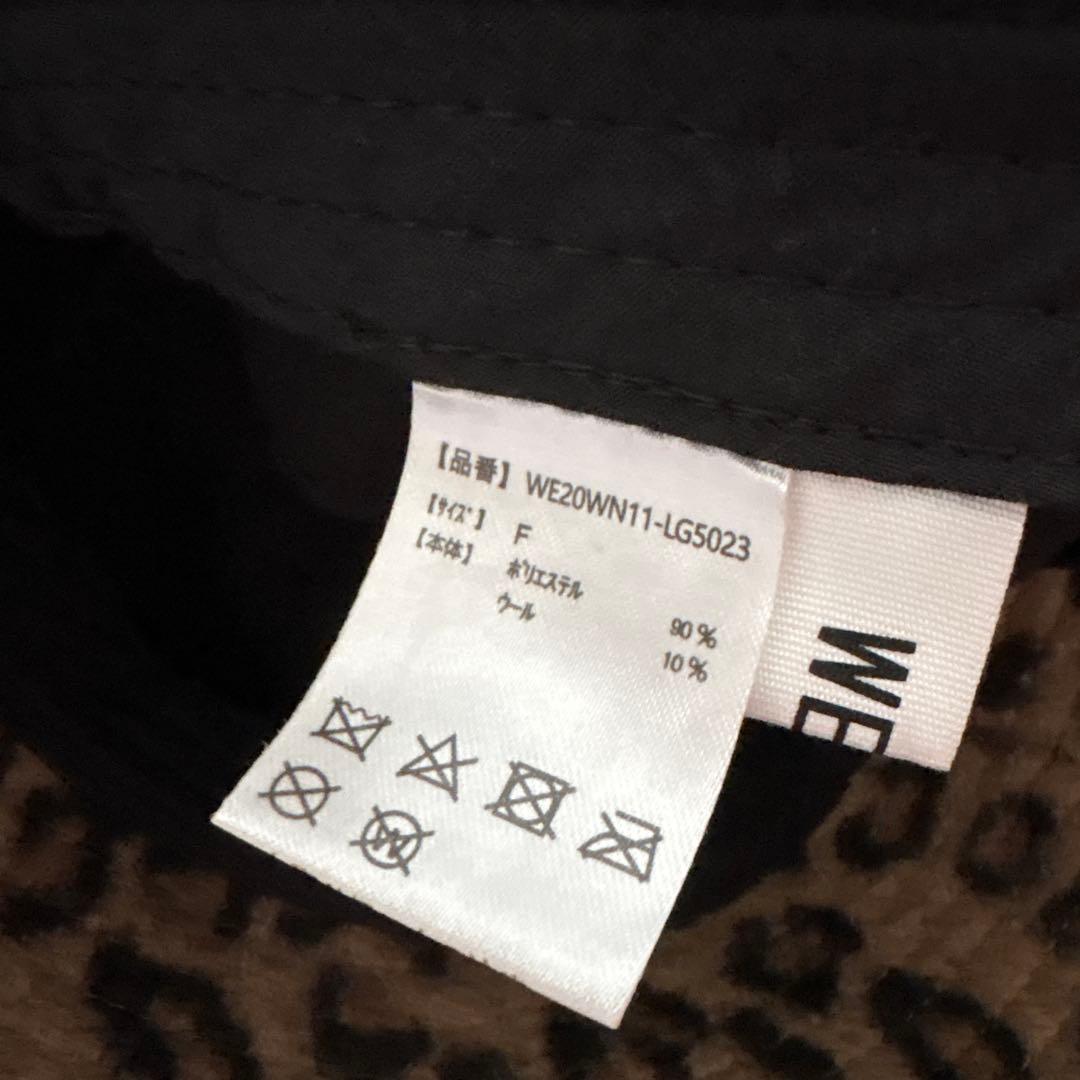 【品番】 WE20WN11-LG5023
【ｻｲｽﾞ】 F
【本体】 ﾎﾟﾘｴｽﾃﾙ 90%
ｳｰﾙ 10%
WE